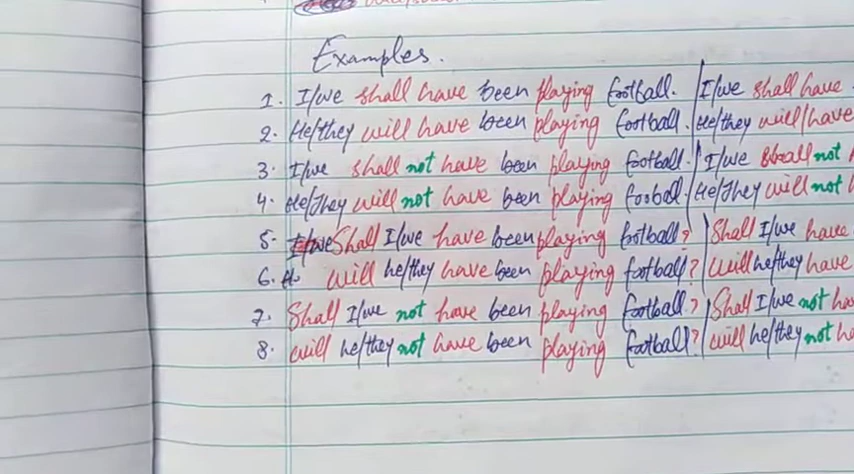 Examples.
1. I/we shall have been playing football. I/we shall have
2. He/they will have been playing football. He/they will/have
3. I/we shall not have been playing football. I/we shall not
4. He/They will not have been playing fooball. He/They will not
5. Shall I/we have been playing football? Shall I/we have
6. will he/they have been playing football? will he/they have
7. Shall I/we not have been playing football? Shall I/we not ha
8. will he/they not have been playing football? will he/they not h